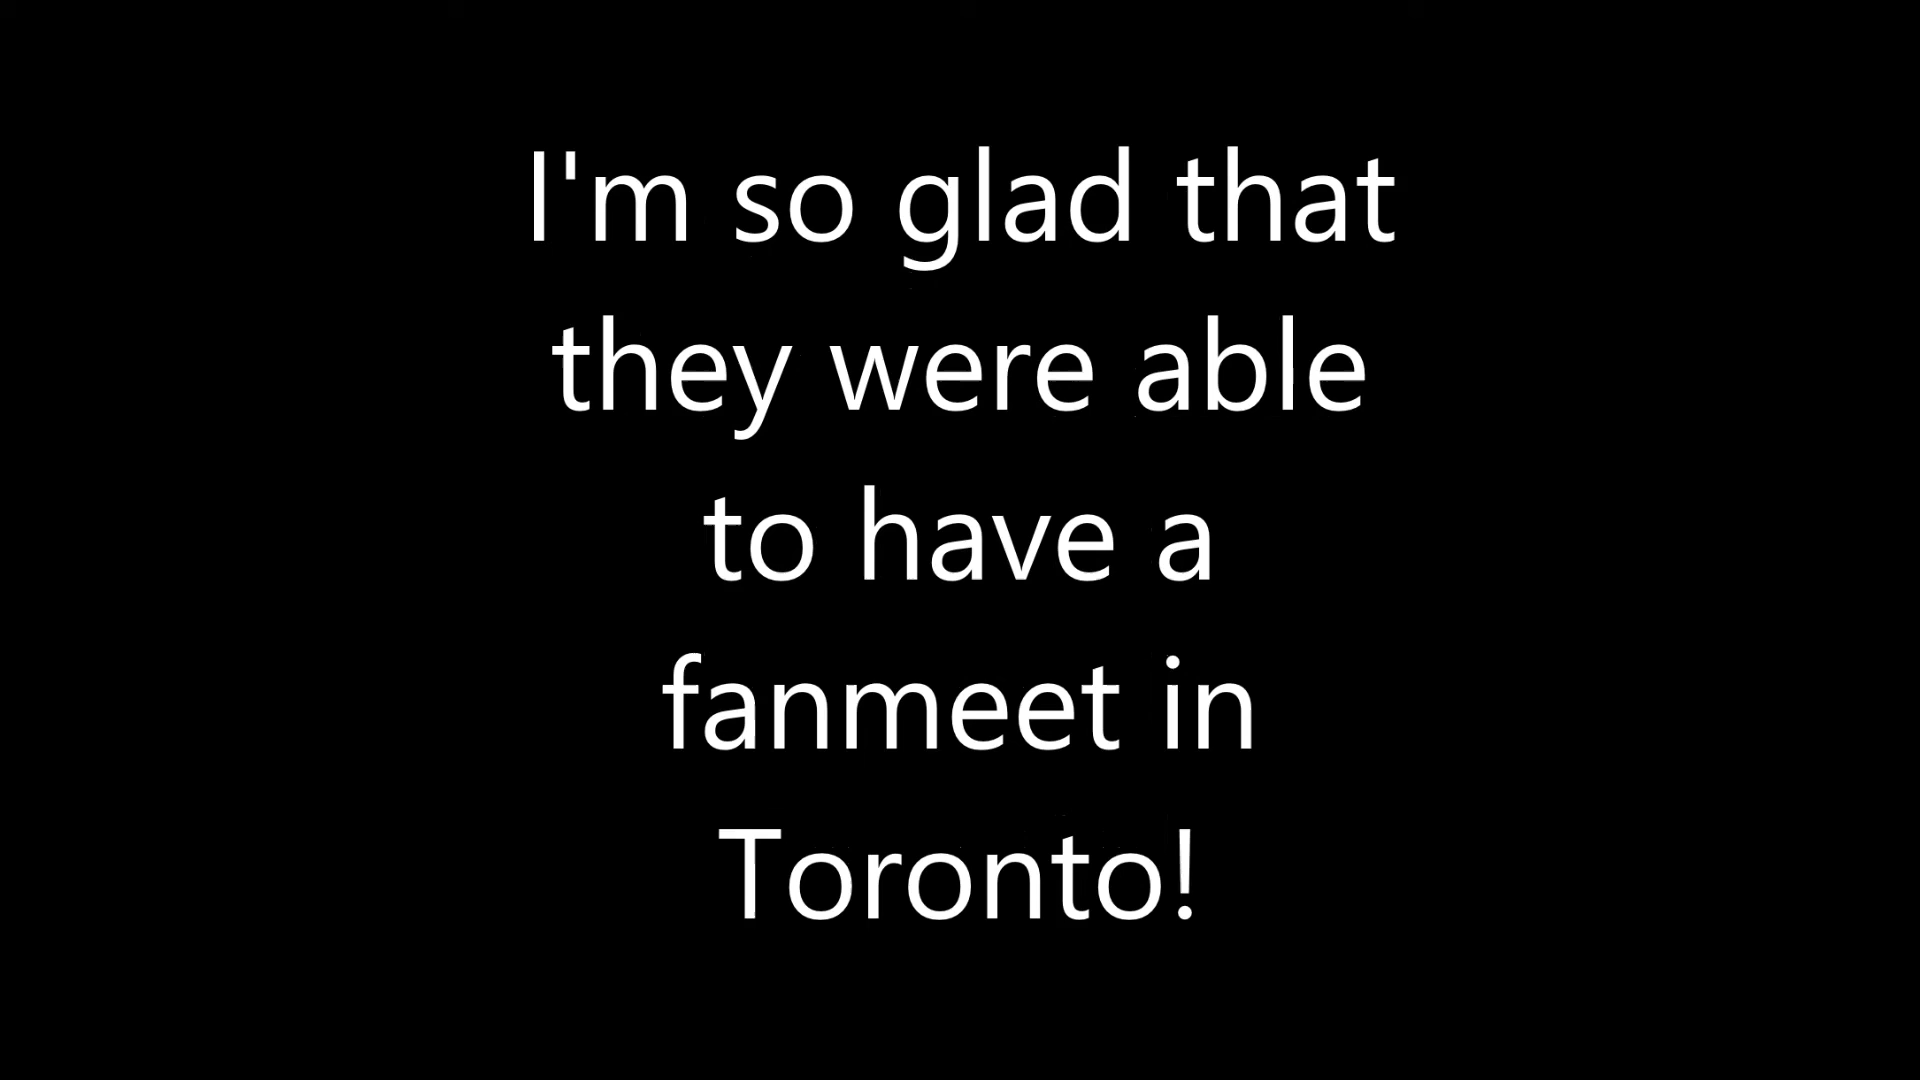 I'm so glad that
they were able
to have a
fanmeet in
Toronto!